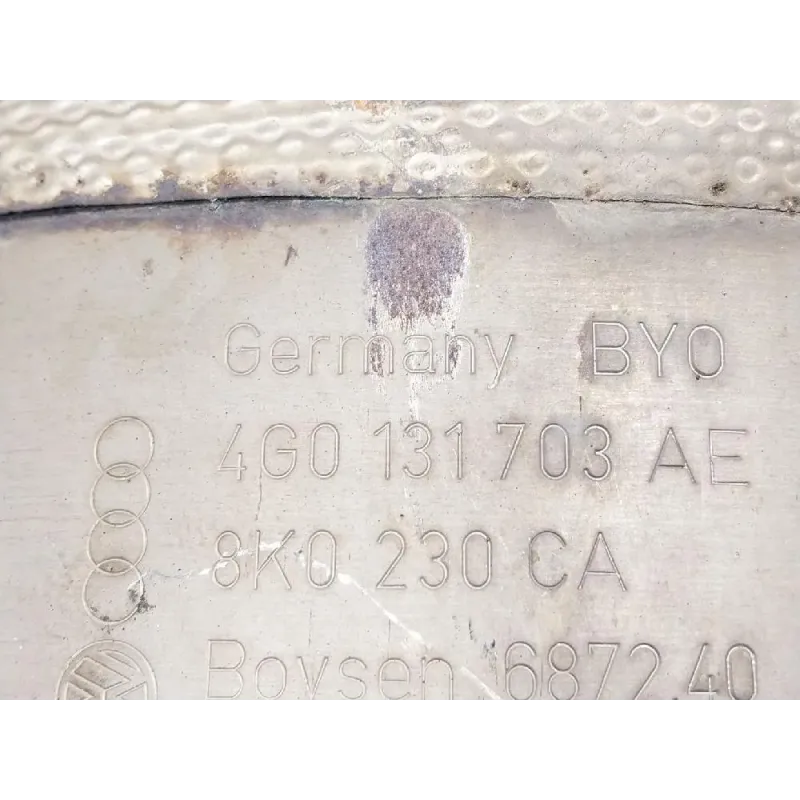 Germany BYO
4G0 131 703 AE
8K0 230 CA
Boysen 6872.40